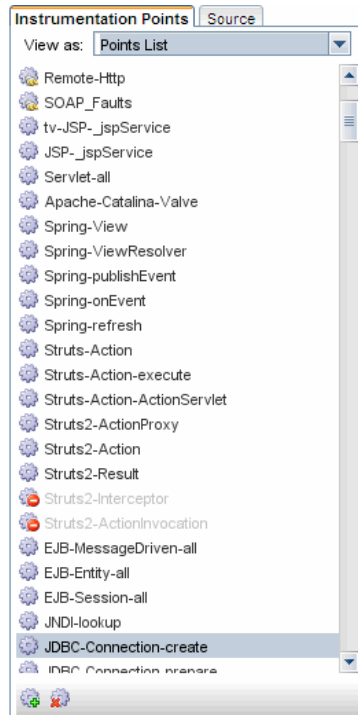 Instrumentation Points Source
View as: Points List
Remote-Http
SOAP_Faults
tv-JSP-_jspService
JSP-_jspService
Servlet-all
Apache-Catalina-Valve
Spring-View
Spring-ViewResolver
Spring-publishEvent
Spring-onEvent
Spring-refresh
Struts-Action
Struts-Action-execute
Struts-Action-ActionServlet
Struts2-ActionProxy
Struts2-Action
Struts2-Result
Struts2-Interceptor
Struts2-ActionInvocation
EJB-MessageDriven-all
EJB-Entity-all
EJB-Session-all
JNDI-lookup
JDBC-Connection-create
JDBC-Connection-prepare